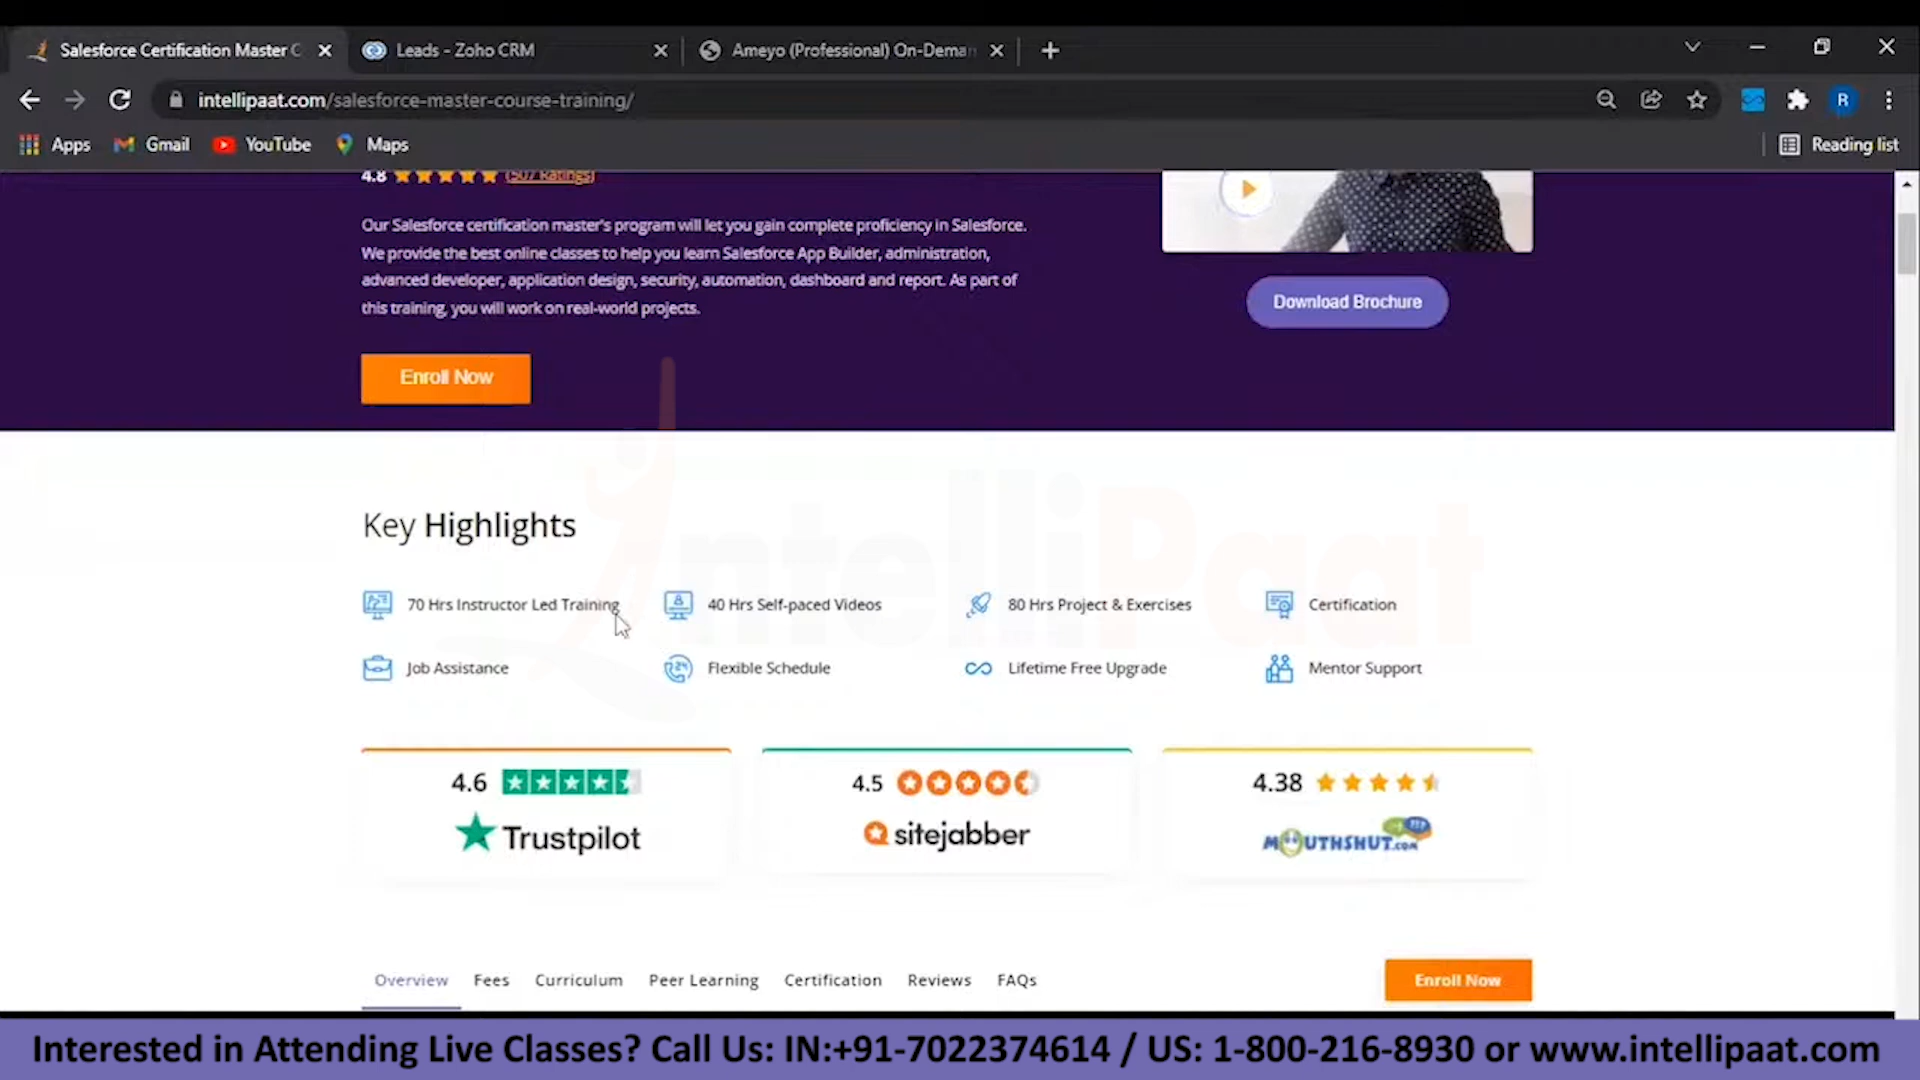 Salesforce Certification Master C
Leads - Zoho CRM
Ameyo (Professional) On-Deman
intellipaat.com/salesforce-master-course-training/
R
Apps
Gmail
YouTube
Maps
Reading list
4.8 (507 Ratings)
Our Salesforce certification master's program will let you gain complete proficiency in Salesforce.
We provide the best online classes to help you learn Salesforce App Builder, administration,
advanced developer, application design, security, automation, dashboard and report. As part of
this training, you will work on real-world projects.
Download Brochure
Enroll Now
IntelliPaat
Key Highlights
70 Hrs Instructor Led Training
40 Hrs Self-paced Videos
80 Hrs Project & Exercises
Certification
Job Assistance
Flexible Schedule
Lifetime Free Upgrade
Mentor Support
4.6
Trustpilot
4.5
sitejabber
4.38
MOUTHSHUT.COM
Overview
Fees
Curriculum
Peer Learning
Certification
Reviews
FAQs
Enroll Now
Interested in Attending Live Classes? Call Us: IN:+91-7022374614 / US: 1-800-216-8930 or www.intellipaat.com